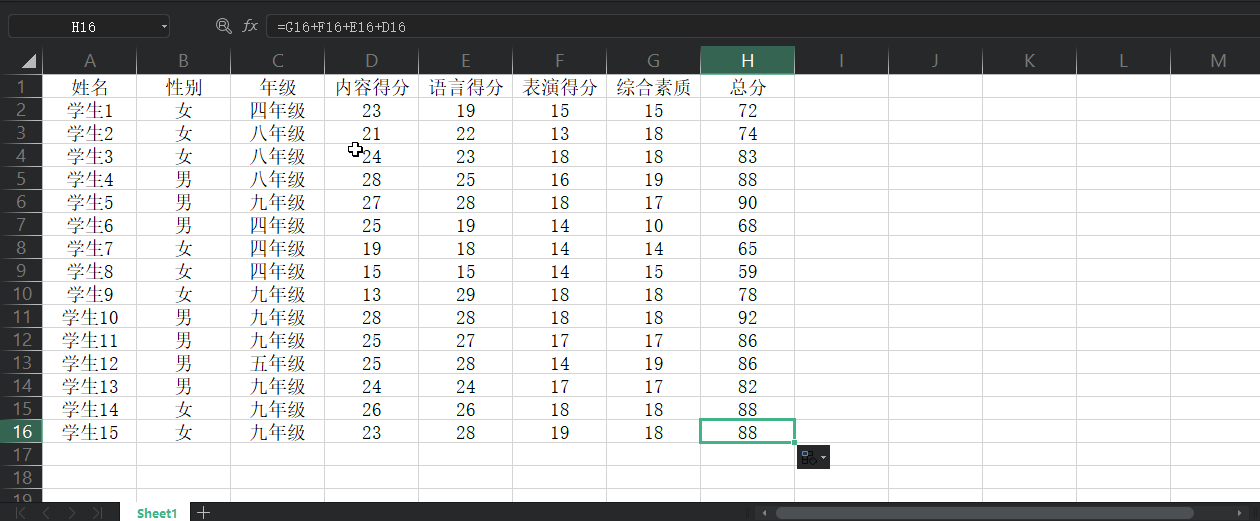 H16 fx =G16+F16+E16+D16
A B C D E F G H I J K L M
1 姓名 性别 年级 内容得分 语言得分 表演得分 综合素质 总分
2 学生1 女 四年级 23 19 15 15 72
3 学生2 女 八年级 21 22 13 18 74
4 学生3 女 八年级 24 23 18 18 83
5 学生4 男 八年级 28 25 16 19 88
6 学生5 男 九年级 27 28 18 17 90
7 学生6 男 四年级 25 19 14 10 68
8 学生7 女 四年级 19 18 14 14 65
9 学生8 女 四年级 15 15 14 15 59
10 学生9 女 九年级 13 29 18 18 78
11 学生10 男 九年级 28 28 18 18 92
12 学生11 男 九年级 25 27 17 17 86
13 学生12 男 五年级 25 28 14 19 86
14 学生13 男 九年级 24 24 17 17 82
15 学生14 女 九年级 26 26 18 18 88
16 学生15 女 九年级 23 28 19 18 88
17
18
19
Sheet1